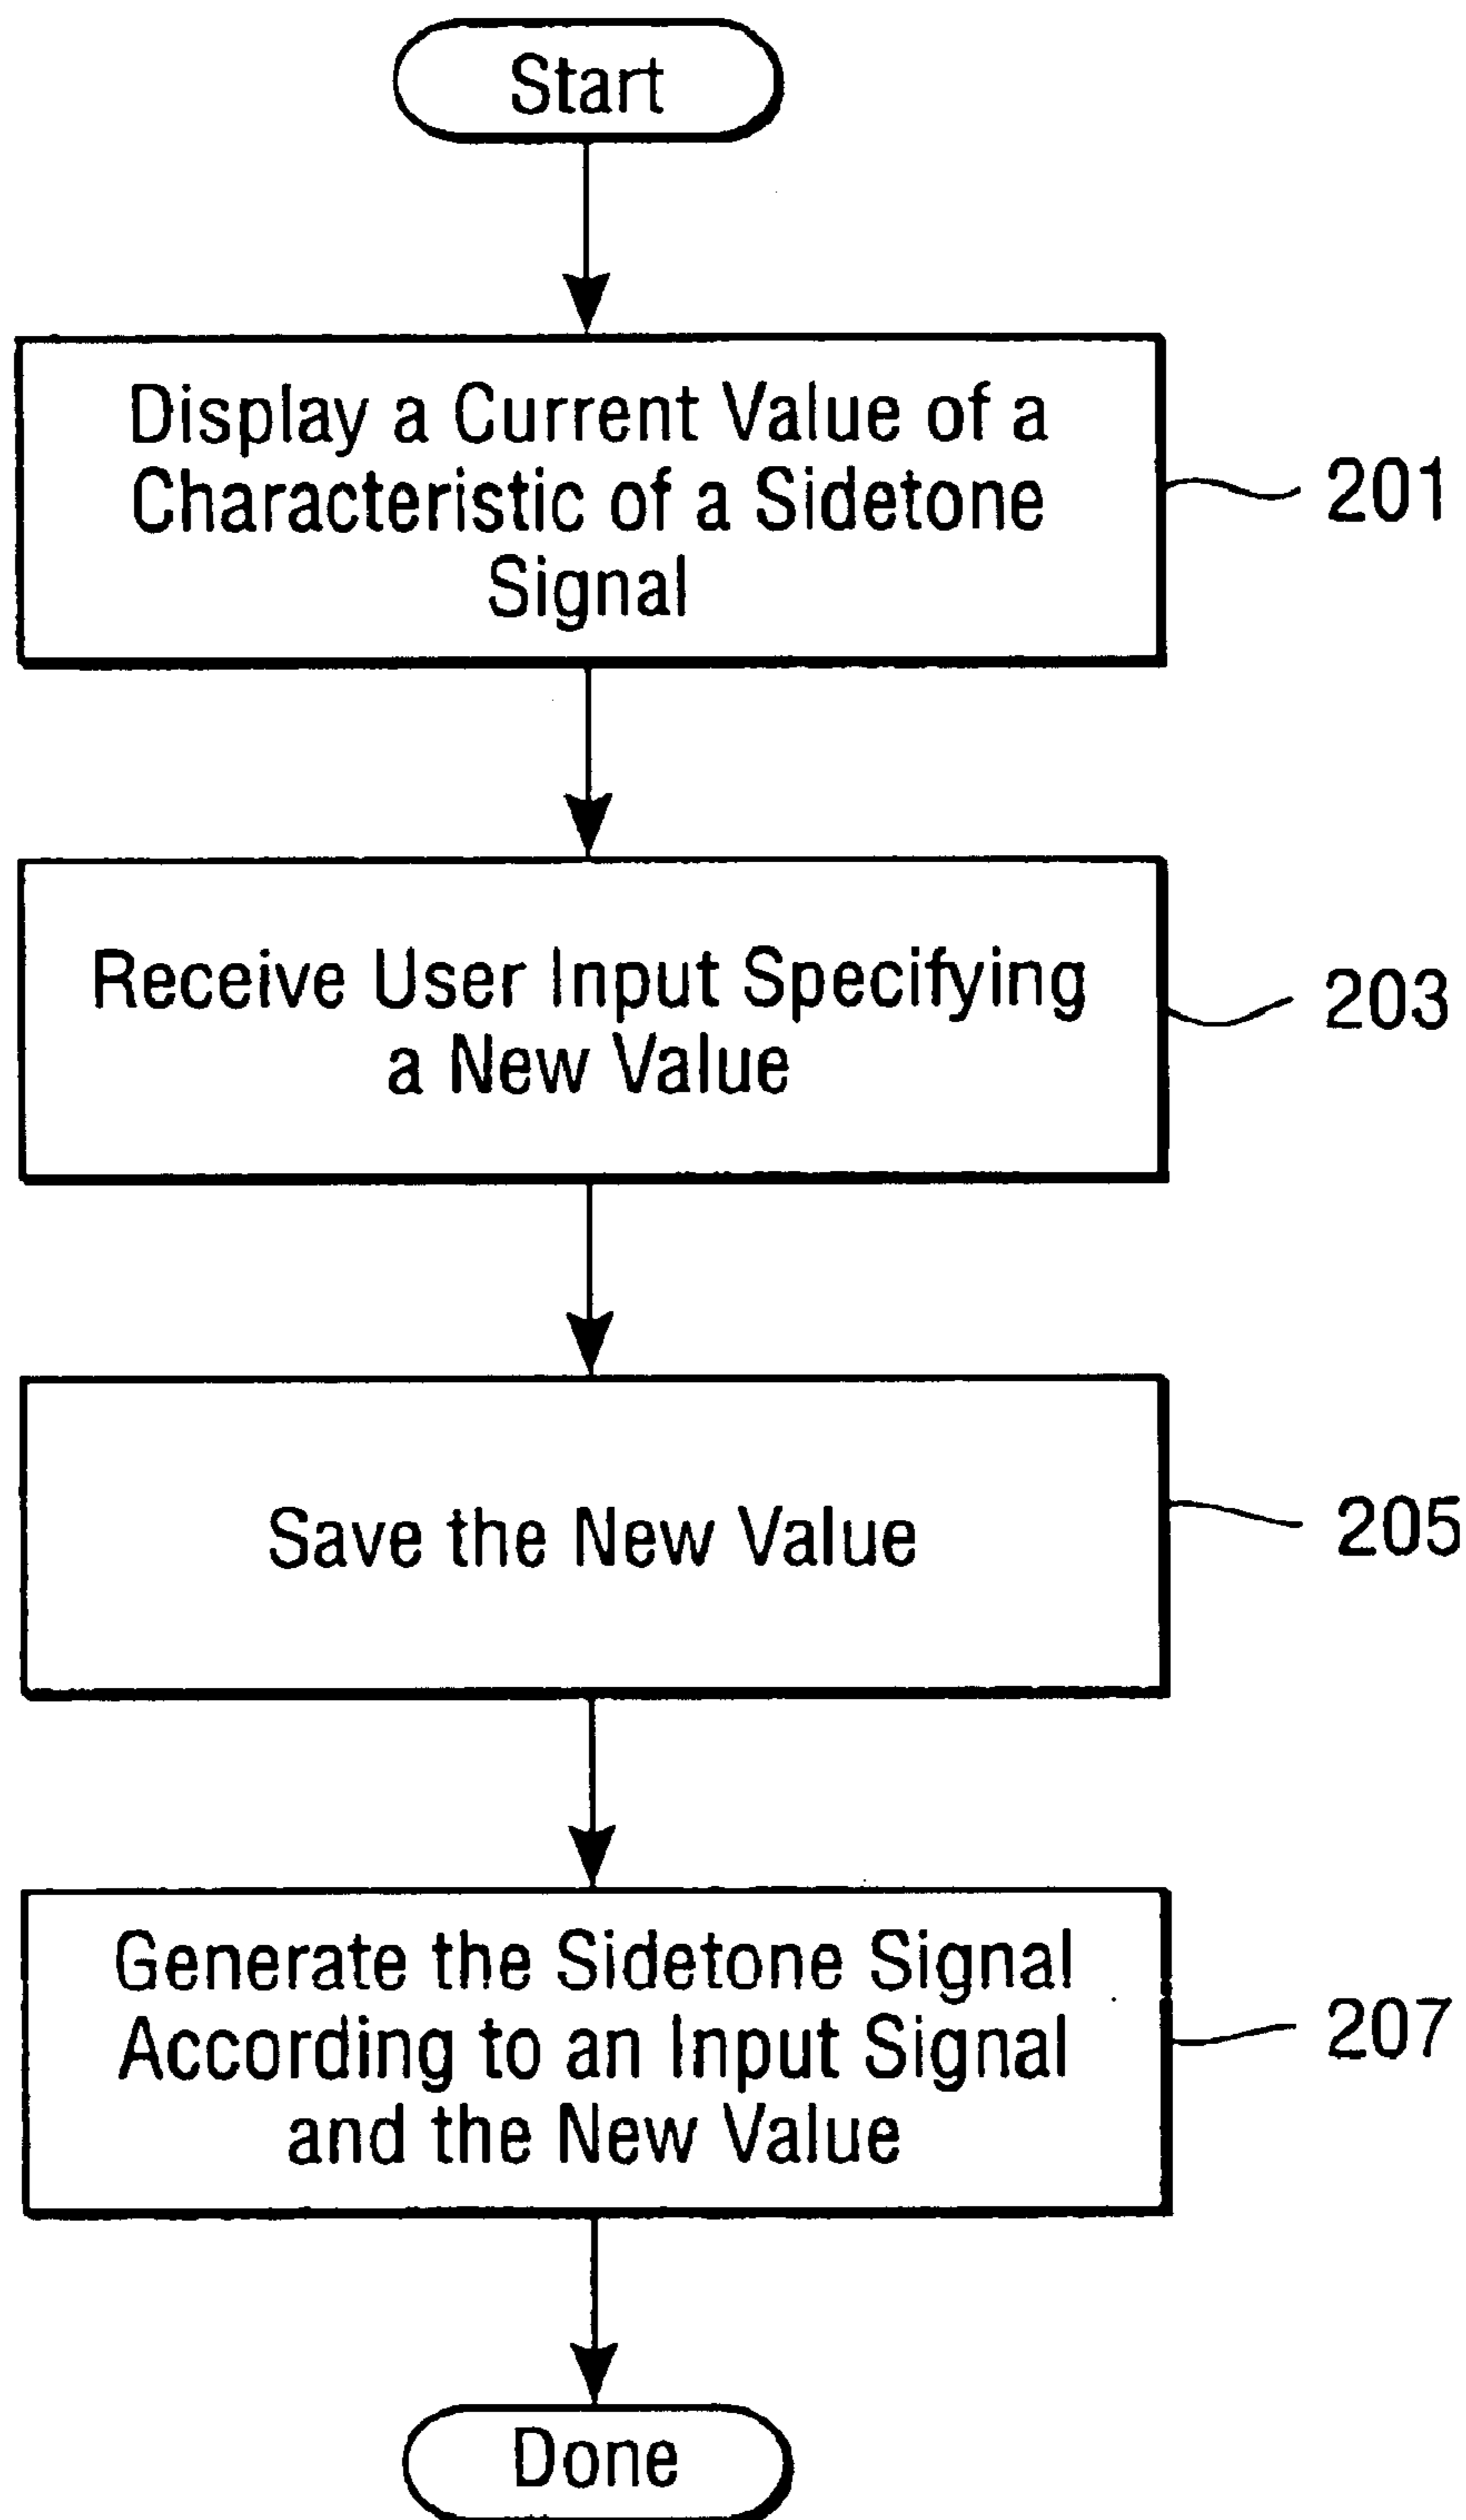 Start
Display a Current Value of a
Characteristic of a Sidetone
Signal
201
Receive User Input Specifying
a New Value
203
Save the New Value
205
Generate the Sidetone Signal
According to an Input Signal
and the New Value
207
Done